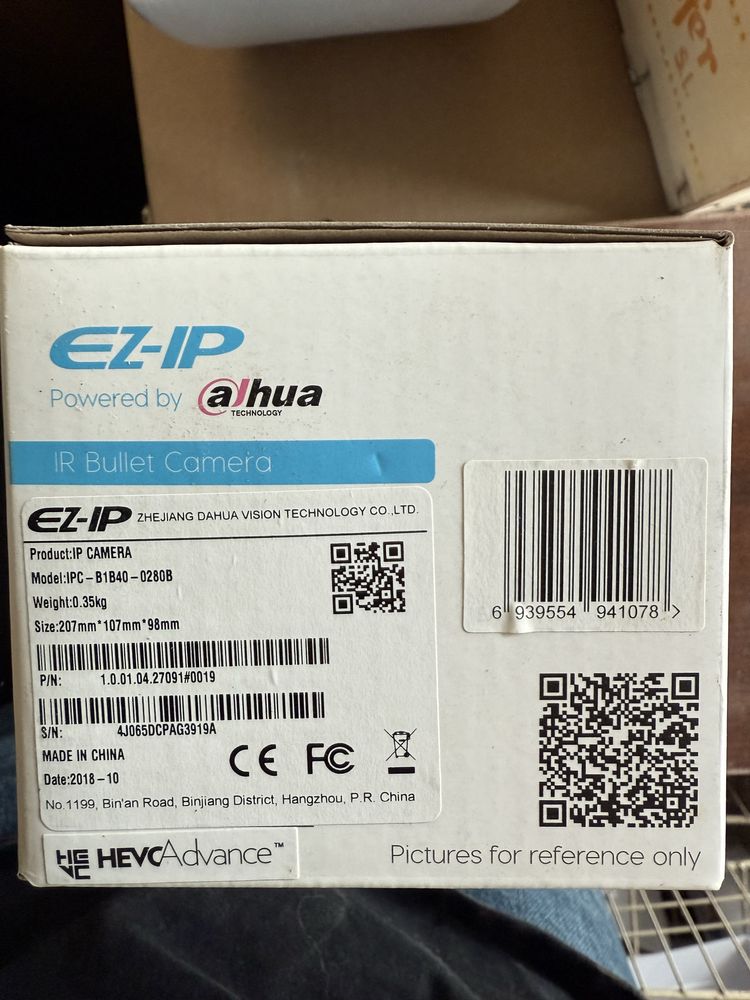 fer
SL
EZ-IP
Powered by alhua
TECHNOLOGY
IR Bullet Camera
EZ-IP ZHEJIANG DAHUA VISION TECHNOLOGY CO.,LTD.
Product:IP CAMERA
Model:IPC-B1B40-0280B
Weight:0.35kg
Size:207mm*107mm*98mm
P/N: 1.0.01.04.27091#0019
S/N: 4J065DCPAG3919A
MADE IN CHINA
Date:2018-10
CE FC
No.1199, Bin'an Road, Binjiang District, Hangzhou, P.R. China
6 939554 941078 >
HEVC HEVCAdvance™
Pictures for reference only